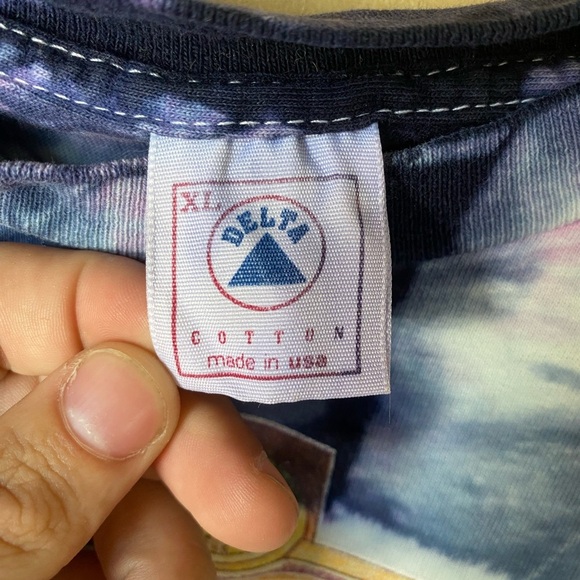 XL
DELTA
COTTON
made in usa